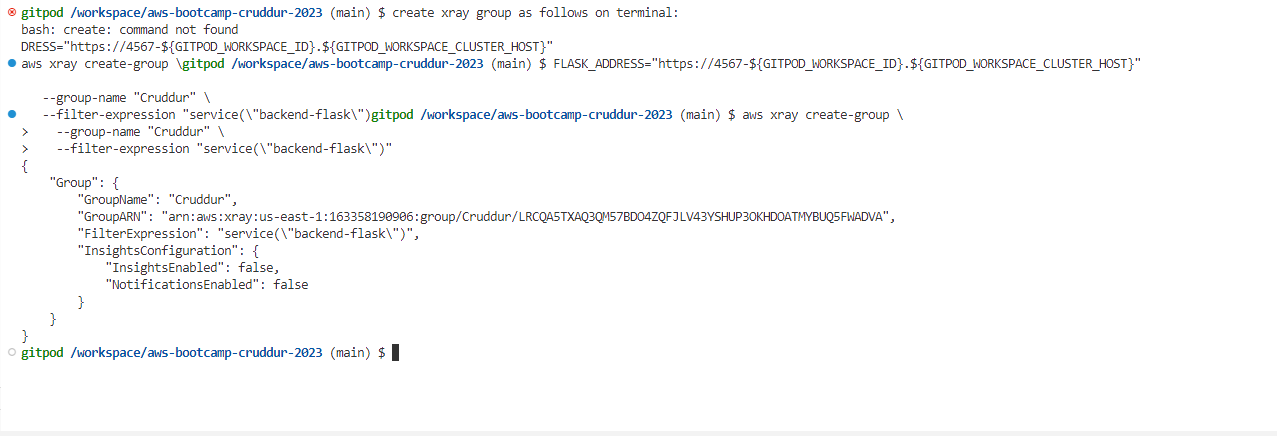 gitpod /workspace/aws-bootcamp-cruddur-2023 (main) $ create xray group as follows on terminal:
bash: create: command not found
DRESS="https://4567-${GITPOD_WORKSPACE_ID}.${GITPOD_WORKSPACE_CLUSTER_HOST}"
aws xray create-group \gitpod /workspace/aws-bootcamp-cruddur-2023 (main) $ FLASK_ADDRESS="https://4567-${GITPOD_WORKSPACE_ID}.${GITPOD_WORKSPACE_CLUSTER_HOST}"
--group-name "Cruddur" \
--filter-expression "service(\"backend-flask\")gitpod /workspace/aws-bootcamp-cruddur-2023 (main) $ aws xray create-group \
>    --group-name "Cruddur" \
>    --filter-expression "service(\"backend-flask\")"
{
    "Group": {
        "GroupName": "Cruddur",
        "GroupARN": "arn:aws:xray:us-east-1:163358190906:group/Cruddur/LRCQA5TXAQ3QM57BDO4ZQFJLV43YSHUP3OKHDOATMYBUQ5FWADVA",
        "FilterExpression": "service(\"backend-flask\")",
        "InsightsConfiguration": {
            "InsightsEnabled": false,
            "NotificationsEnabled": false
        }
    }
}
gitpod /workspace/aws-bootcamp-cruddur-2023 (main) $